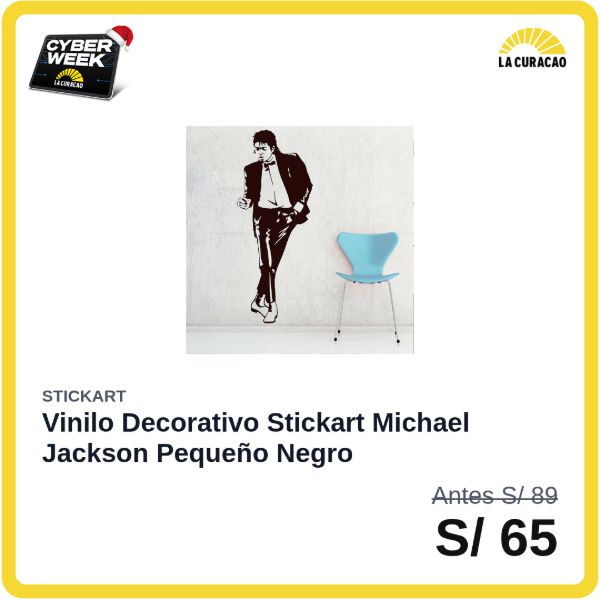 CYBER
WEEK
LA CURACAO
LA CURACAO
STICKART
Vinilo Decorativo Stickart Michael
Jackson Pequeño Negro
Antes S/ 89
S/ 65